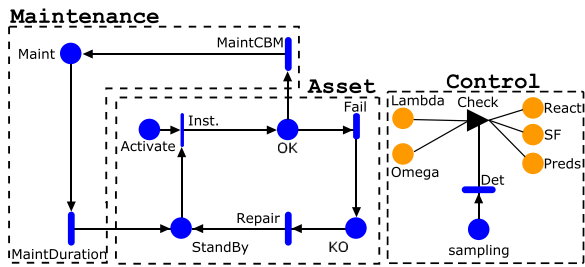 Maintenance
MaintCBM
Maint
Asset
Control
Fail
Lambda
Check
React
Inst.
SF
Activate
OK
Omega
Preds
Det
Repair
MaintDuration
StandBy
KO
sampling